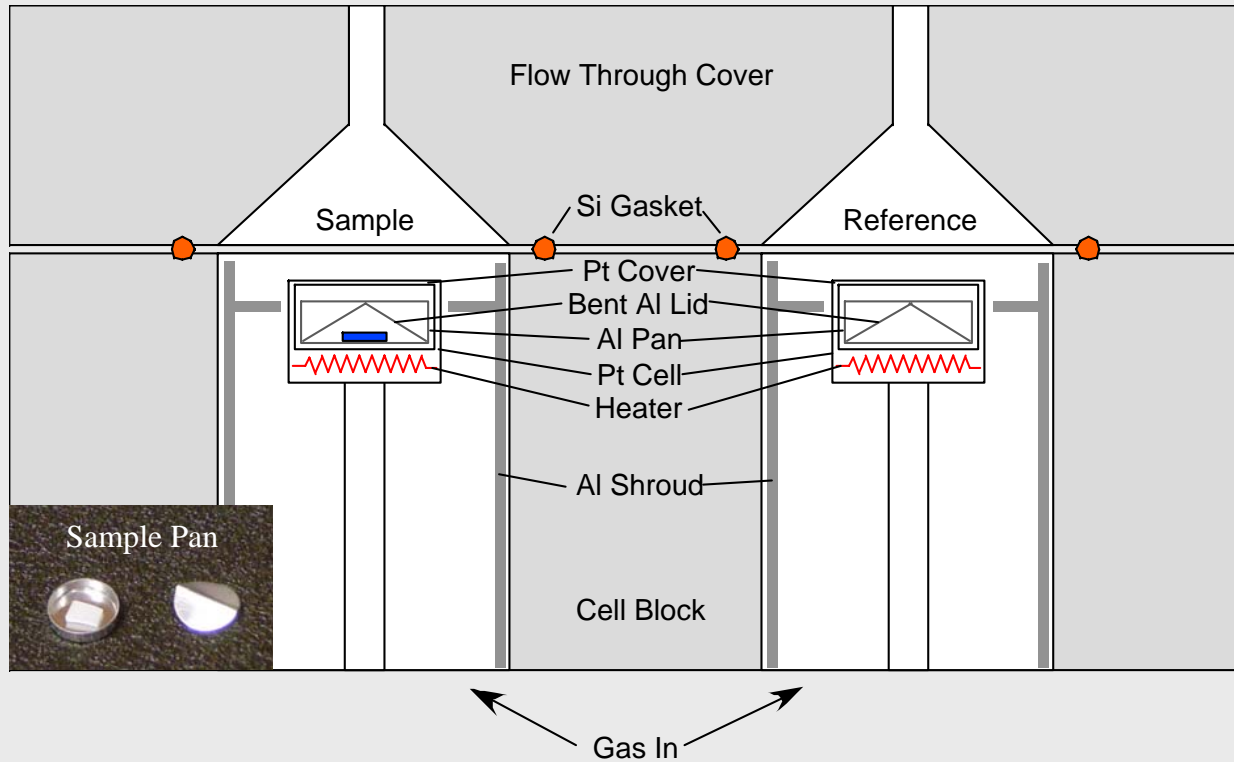 Flow Through Cover
Si Gasket
Sample
Reference
Pt Cover
Bent Al Lid
Al Pan
Pt Cell
Heater
Al Shroud
Sample Pan
Cell Block
Gas In